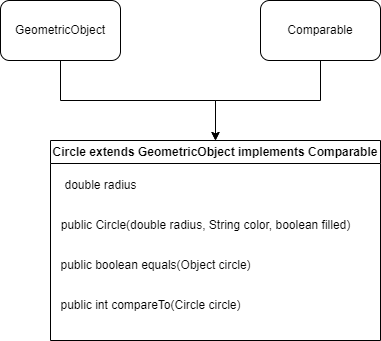 GeometricObject
Comparable
Circle extends GeometricObject implements Comparable
double radius
public Circle(double radius, String color, boolean filled)
public boolean equals(Object circle)
public int compareTo(Circle circle)